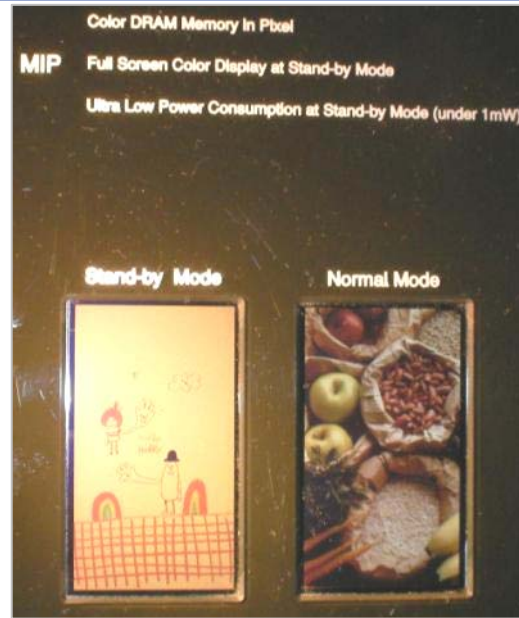 Color DRAM Memory in Pixel
MIP Full Screen Color Display at Stand-by Mode
Ultra Low Power Consumption at Stand-by Mode (under 1mW)
Stand-by Mode Normal Mode